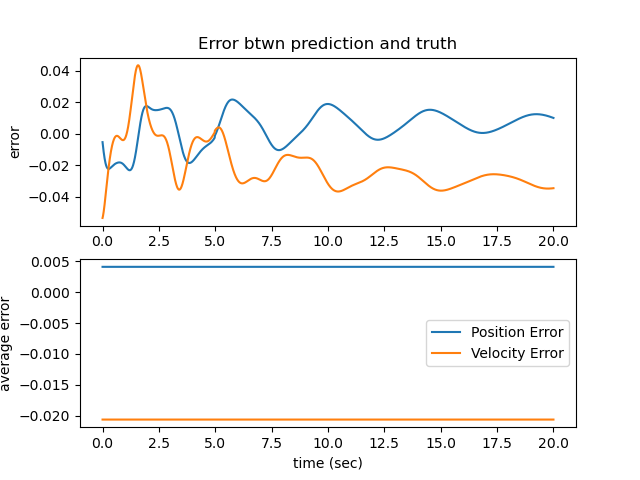 Error btwn prediction and truth
error
0.04
0.02
0.00
−0.02
−0.04
0.0 2.5 5.0 7.5 10.0 12.5 15.0 17.5 20.0
average error
0.005
0.000
−0.005
−0.010
−0.015
−0.020
Position Error
Velocity Error
0.0 2.5 5.0 7.5 10.0 12.5 15.0 17.5 20.0
time (sec)